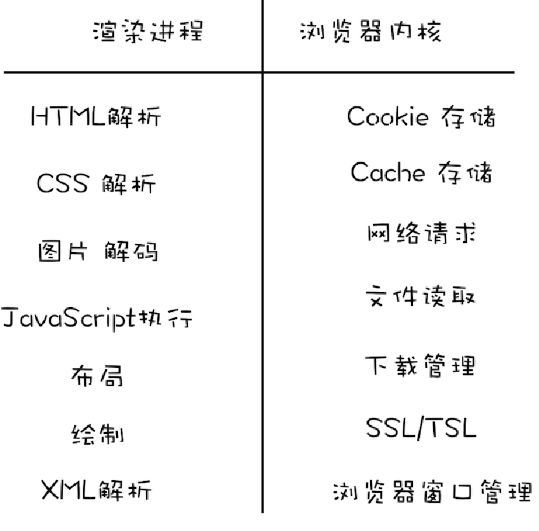 渲染进程 浏览器内核
HTML解析 Cookie 存储
CSS 解析 Cache 存储
图片 解码 网络请求
JavaScript执行 文件读取
布局 下载管理
绘制 SSL/TSL
XML解析 浏览器窗口管理